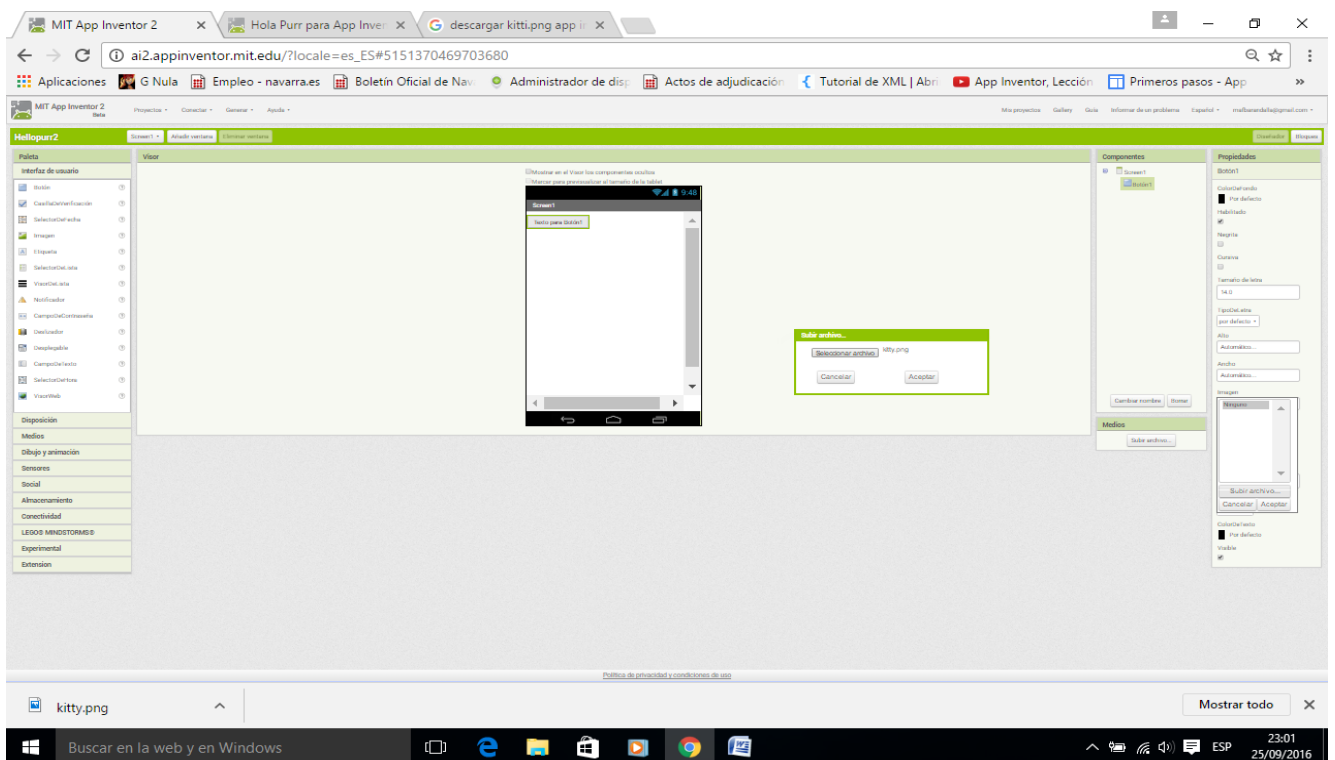 MIT App Inventor 2
Hola Purr para App Inven
descargar kitti.png app in
ai2.appinventor.mit.edu/?locale=es_ES#5151370469703680
Aplicaciones G Nula Empleo - navarra.es Boletín Oficial de Nav Administrador de disp Actos de adjudicación Tutorial de XML | Abri App Inventor, Lección Primeros pasos - App »
MIT App Inventor 2
Beta
Proyectos Conectar Generar Ayuda
Mis proyectos Gallery Guía Informar de un problema Español
Hellopurr2 Screen1 Añadir ventana Eliminar ventana Diseñador Bloques
Paleta
Interfaz de usuario
Botón
CasillaDeVerificación
SelectorDeFecha
Imagen
Etiqueta
SelectorDeLista
VisorDeLista
Notificador
CampoDeContraseña
Deslizador
Desplegable
CampoDeTexto
SelectorDeHora
VisorWeb
Disposición
Medios
Dibujo y animación
Sensores
Social
Almacenamiento
Conectividad
LEGO® MINDSTORMS®
Experimental
Extension
Visor
Mostrar en el Visor los componentes ocultos
Marcar para previsualizar al tamaño de la tablet
9:48
Screen1
Texto para Botón1
Subir archivo...
Seleccionar archivo kitty.png
Cancelar Aceptar
Componentes
Screen1
Botón1
Cambiar nombre Borrar
Medios
Subir archivo...
Propiedades
Botón1
ColorDeFondo
Por defecto
Habilitado
Negrita
Cursiva
Tamaño de letra
14.0
TipoDeLetra
por defecto
Alto
Automático...
Ancho
Automático...
Imagen
Ninguno
Subir archivo...
Cancelar Aceptar
ColorDeTexto
Por defecto
Visible
Política de privacidad y condiciones de uso
kitty.png
Mostrar todo
Buscar en la web y en Windows
ESP
23:01
25/09/2016